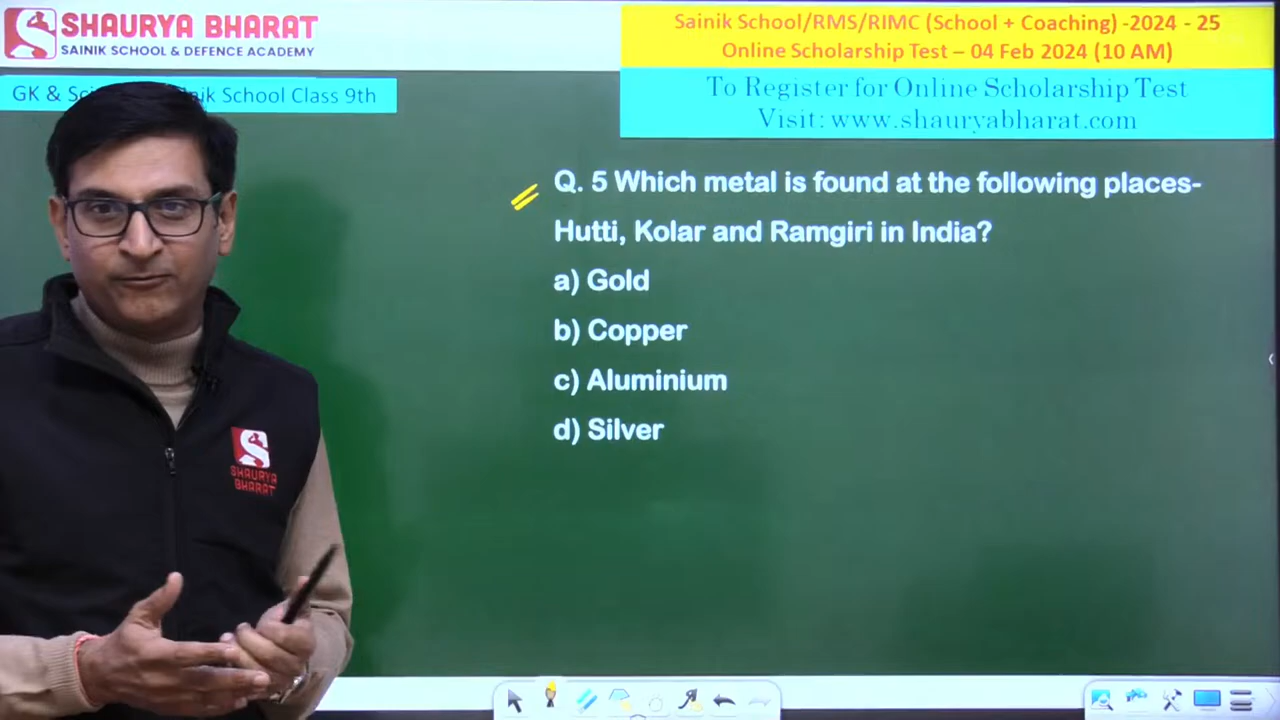 SHAURYA BHARAT
SAINIK SCHOOL & DEFENCE ACADEMY
Sainik School/RMS/RIMC (School + Coaching) -2024 - 25
Online Scholarship Test – 04 Feb 2024 (10 AM)
GK & School Class 9th
To Register for Online Scholarship Test
Visit: www.shauryabharat.com
Q. 5 Which metal is found at the following places-
Hutti, Kolar and Ramgiri in India?
a) Gold
b) Copper
c) Aluminium
d) Silver
SHAURYA
BHARAT